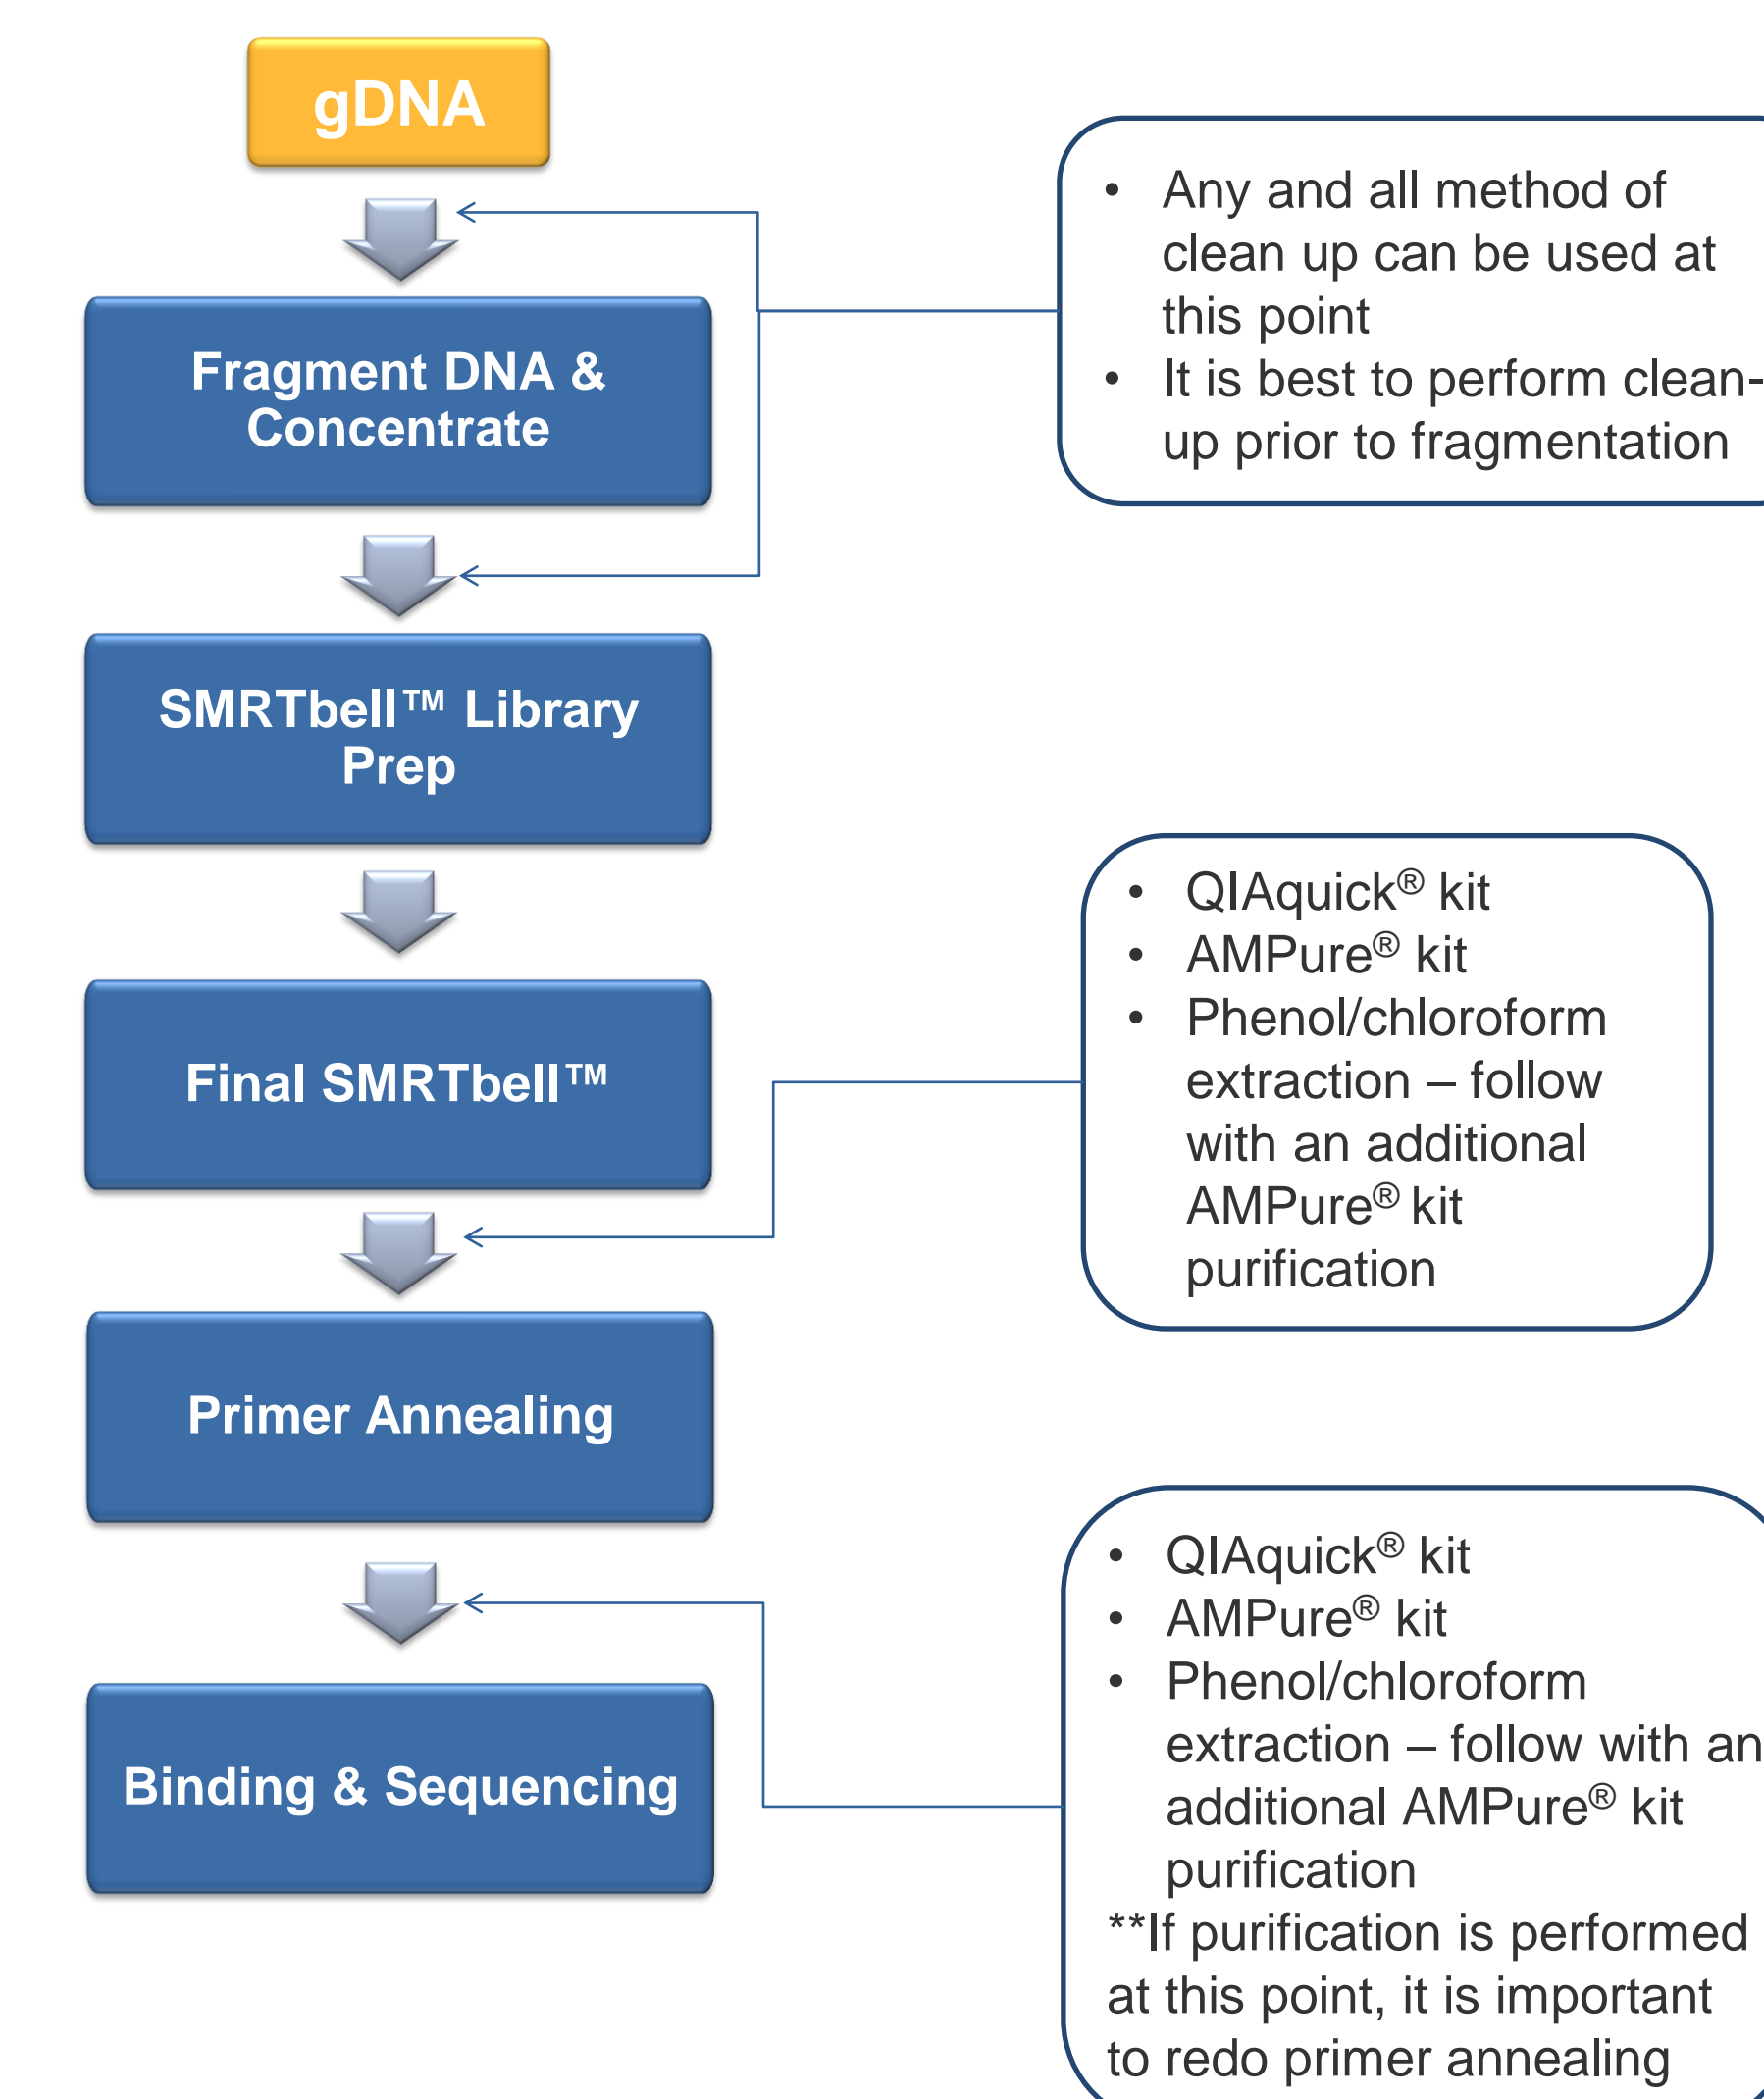 gDNA
Fragment DNA &
Concentrate
SMRTbell™ Library
Prep
Final SMRTbell™
Primer Annealing
Binding & Sequencing
• Any and all method of
clean up can be used at
this point
• It is best to perform clean-
up prior to fragmentation
• QIAquick® kit
• AMPure® kit
• Phenol/chloroform
extraction – follow
with an additional
AMPure® kit
purification
• QIAquick® kit
• AMPure® kit
• Phenol/chloroform
extraction – follow with an
additional AMPure® kit
purification
**If purification is performed
at this point, it is important
to redo primer annealing